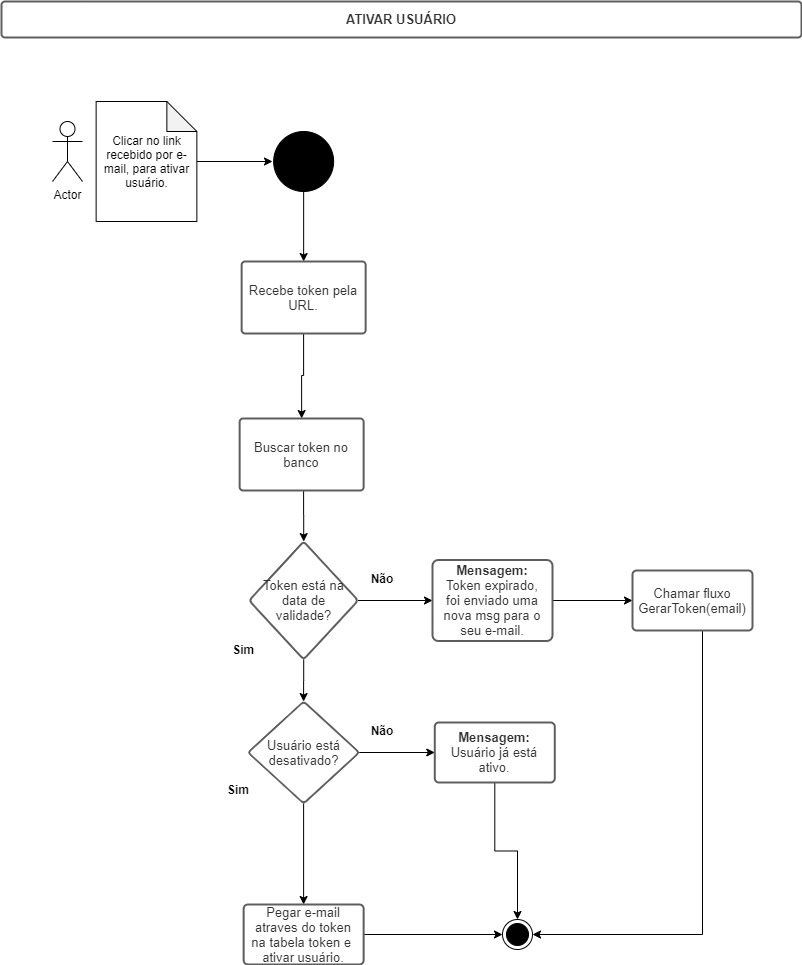 ATIVAR USUÁRIO
Clicar no link
recebido por e-
mail, para ativar
usuário.
Actor
Recebe token pela
URL.
Buscar token no
banco
Token está na
data de
validade?
Não
Mensagem:
Token expirado,
foi enviado uma
nova msg para o
seu e-mail.
Chamar fluxo
GerarToken(email)
Sim
Usuário está
desativado?
Não
Mensagem:
Usuário já está
ativo.
Sim
Pegar e-mail
atraves do token
na tabela token e
ativar usuário.